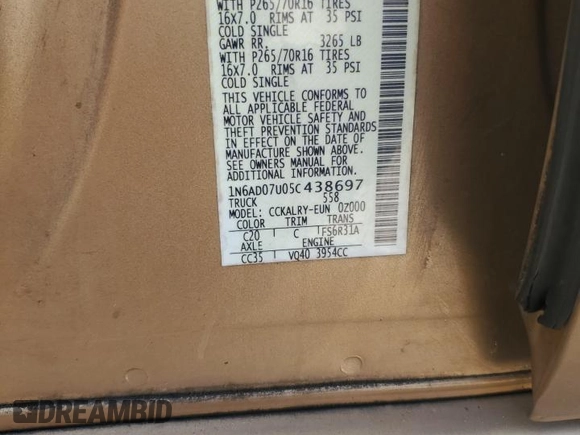 WITH P265/70R16 TIRES
16X7.0 RIMS AT 35 PSI
COLD SINGLE
GAWR RR. 3265 LB
WITH P265/70R16 TIRES
16X7.0 RIMS AT 35 PSI
COLD SINGLE
THIS VEHICLE CONFORMS TO
ALL APPLICABLE FEDERAL
MOTOR VEHICLE SAFETY AND
THEFT PREVENTION STANDARDS
IN EFFECT ON THE DATE OF
MANUFACTURE SHOWN ABOVE.
SEE OWNERS MANUAL FOR
ADDITIONAL INFORMATION.
1N6AD07U05C438697
TRUCK 558
MODEL: CCKALRY-EUN 0Z000
COLOR TRIM TRANS
C20 C FS6R31A
AXLE ENGINE
CC35 VQ40 3954CC
DREAMBID